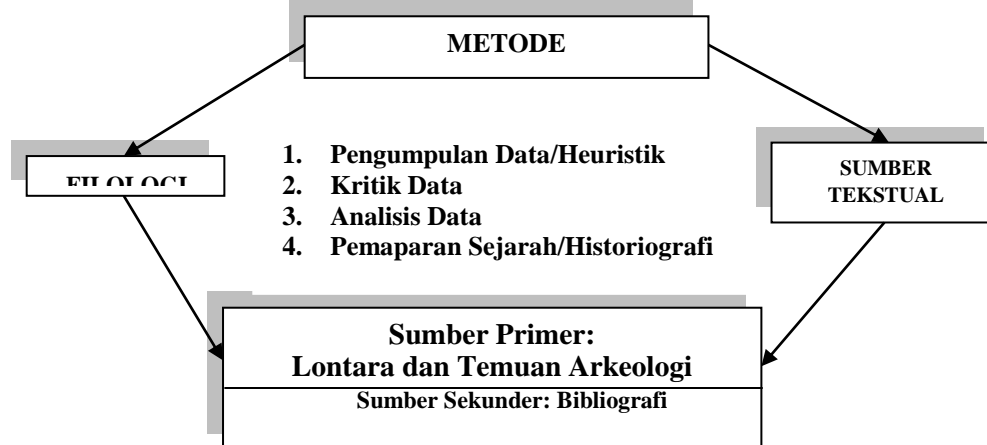 METODE
FILOLOGI
1. Pengumpulan Data/Heuristik
2. Kritik Data
3. Analisis Data
4. Pemaparan Sejarah/Historiografi
SUMBER
TEKSTUAL
Sumber Primer:
Lontara dan Temuan Arkeologi
Sumber Sekunder: Bibliografi